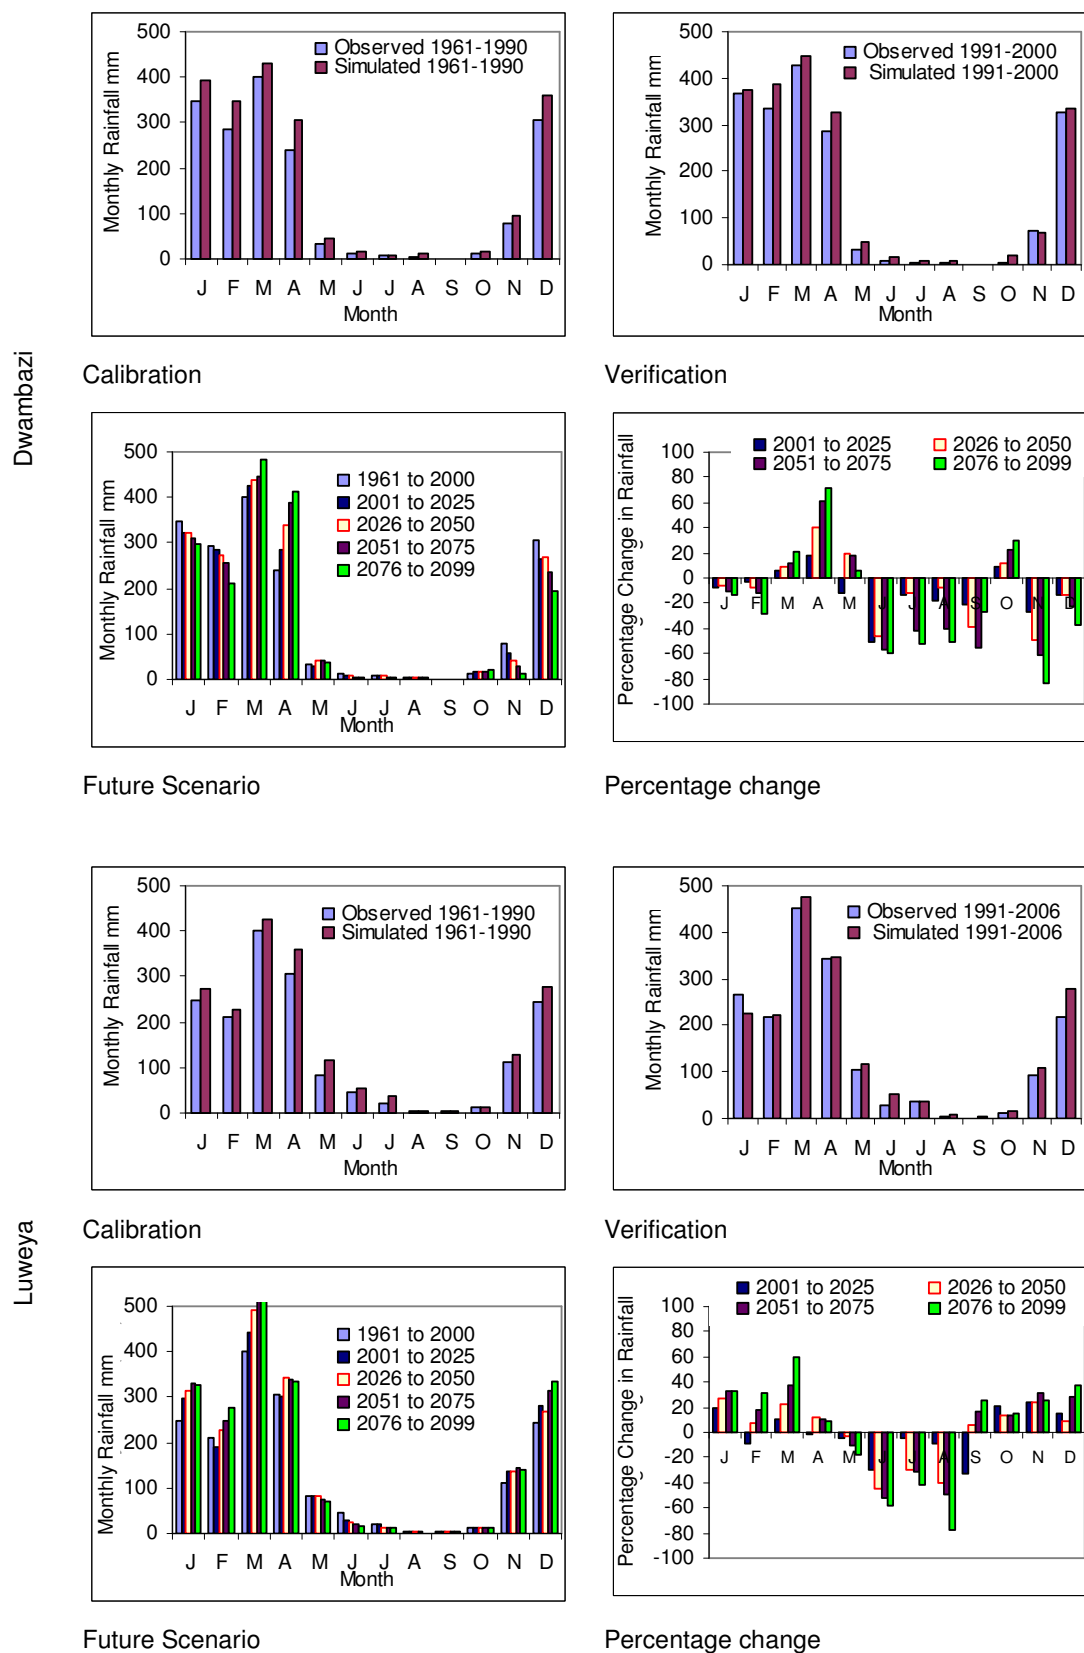 Dwambazi
Monthly Rainfall mm
500
400
300
200
100
0
Observed 1961-1990
Simulated 1961-1990
J F M A M J J A S O N D
Month
Calibration
Monthly Rainfall mm
500
400
300
200
100
0
Observed 1991-2000
Simulated 1991-2000
J F M A M J J A S O N D
Month
Verification
Monthly Rainfall mm
500
400
300
200
100
0
1961 to 2000
2001 to 2025
2026 to 2050
2051 to 2075
2076 to 2099
J F M A M J J A S O N D
Month
Future Scenario
Percentage Change in Rainfall
100
80
60
40
20
0
-20
-40
-60
-80
-100
2001 to 2025 2026 to 2050
2051 to 2075 2076 to 2099
J F M A M J J A S O N D
Percentage change
Luweya
Monthly Rainfall mm
500
400
300
200
100
0
Observed 1961-1990
Simulated 1961-1990
J F M A M J J A S O N D
Month
Calibration
Monthly Rainfall mm
500
400
300
200
100
0
Observed 1991-2006
Simulated 1991-2006
J F M A M J J A S O N D
Month
Verification
Monthly Rainfall mm
500
400
300
200
100
0
1961 to 2000
2001 to 2025
2026 to 2050
2051 to 2075
2076 to 2099
J F M A M J J A S O N D
Month
Future Scenario
Percentage Change in Rainfall
100
80
60
40
20
0
-20
-40
-60
-80
-100
2001 to 2025 2026 to 2050
2051 to 2075 2076 to 2099
J F M A M J J A S O N D
Percentage change